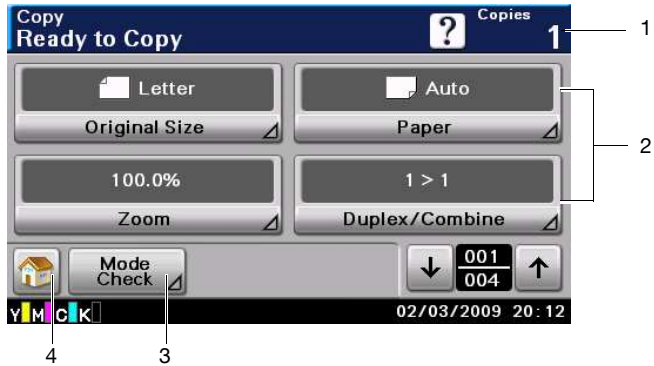 Copy
Ready to Copy
?
Copies
1
1
Letter
Auto
Original Size
Paper
2
100.0%
1 > 1
Zoom
Duplex/Combine
Mode
Check
↓
001
004
↑
Y M C K
02/03/2009 20:12
4
3